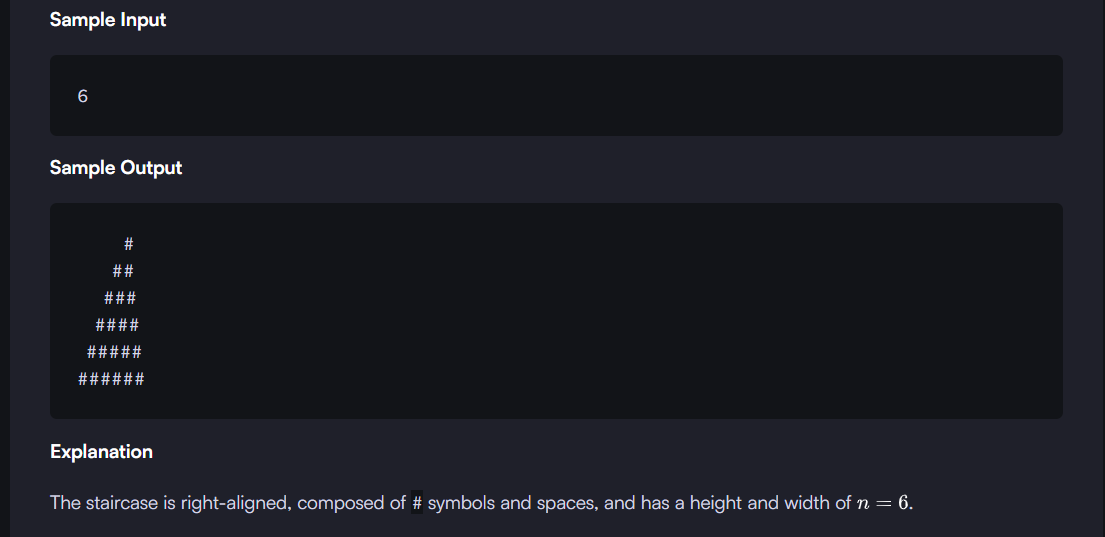 Sample Input
6
Sample Output
     #
    ##
   ###
  ####
 #####
######
Explanation
The staircase is right-aligned, composed of # symbols and spaces, and has a height and width of n = 6.